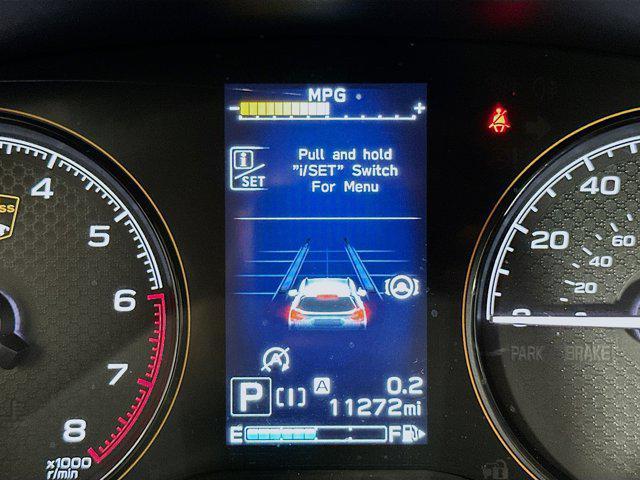 MPG
- +
i
SET
Pull and hold
"i/SET" Switch
For Menu
4
5
6
7
8
x1000
r/min
40
20
0
60
40
20
PARK BRAKE
A
P A 0.2
11272mi
E F